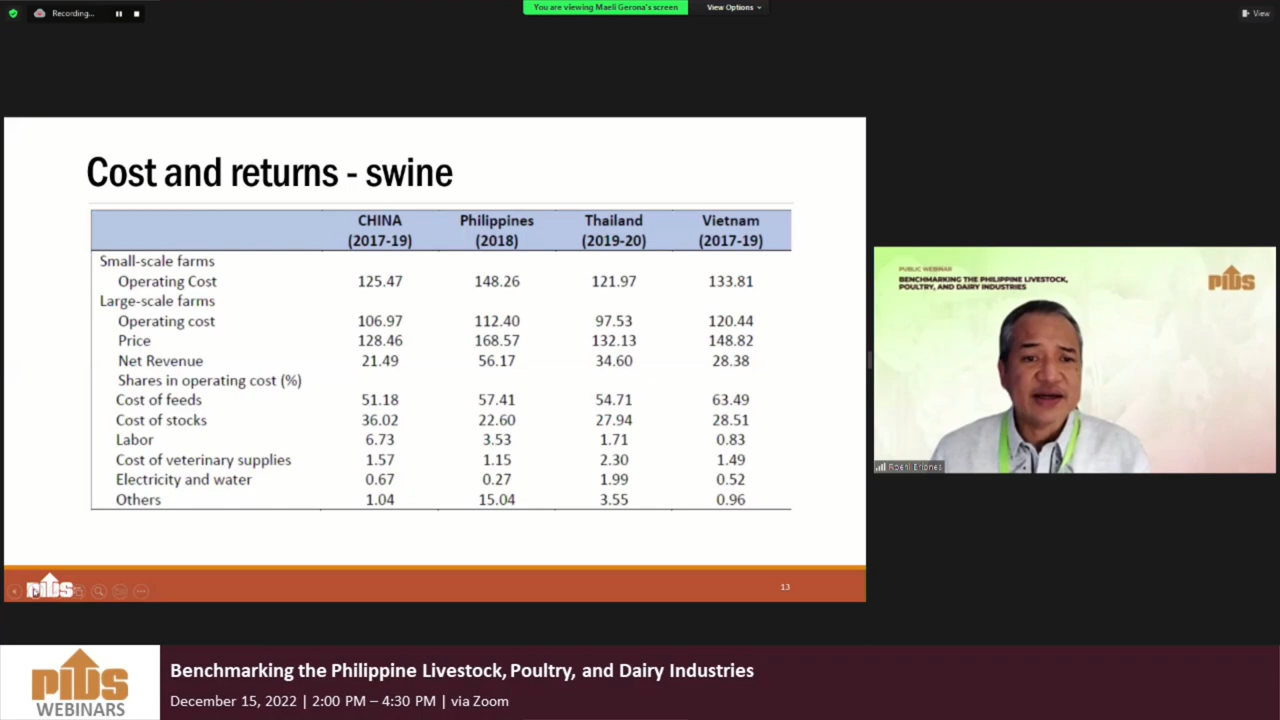 Recording...
You are viewing Maeli Gerona's screen
View Options
View
Cost and returns - swine
CHINA Philippines Thailand Vietnam
(2017-19) (2018) (2019-20) (2017-19)
Small-scale farms
Operating Cost 125.47 148.26 121.97 133.81
Large-scale farms
Operating cost 106.97 112.40 97.53 120.44
Price 128.46 168.57 132.13 148.82
Net Revenue 21.49 56.17 34.60 28.38
Shares in operating cost (%)
Cost of feeds 51.18 57.41 54.71 63.49
Cost of stocks 36.02 22.60 27.94 28.51
Labor 6.73 3.53 1.71 0.83
Cost of veterinary supplies 1.57 1.15 2.30 1.49
Electricity and water 0.67 0.27 1.99 0.52
Others 1.04 15.04 3.55 0.96
PIDS
13
PUBLIC WEBINAR
BENCHMARKING THE PHILIPPINE LIVESTOCK,
POULTRY, AND DAIRY INDUSTRIES
PIDS
Roehl Briones
PIDS
WEBINARS
Benchmarking the Philippine Livestock, Poultry, and Dairy Industries
December 15, 2022 | 2:00 PM – 4:30 PM | via Zoom